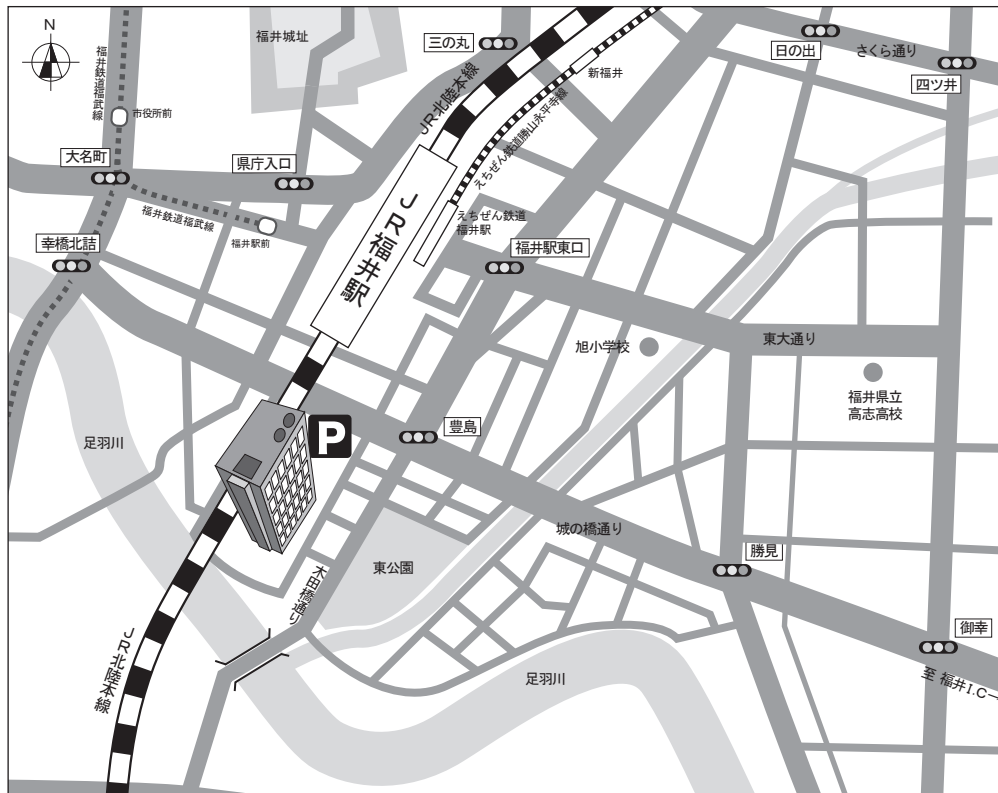 N
福井城址
三の丸
日の出
さくら通り
四ツ井
福井鉄道福武線
市役所前
新福井
JR北陸本線
えちぜん鉄道勝山永平寺線
大名町
県庁入口
福井鉄道福武線
福井駅前
JR福井駅
えちぜん鉄道
福井駅
幸橋北詰
福井駅東口
旭小学校
東大通り
福井県立
高志高校
足羽川
P
豊島
城の橋通り
勝見
東公園
木田橋通り
御幸
至 福井I.C→
JR北陸本線
足羽川